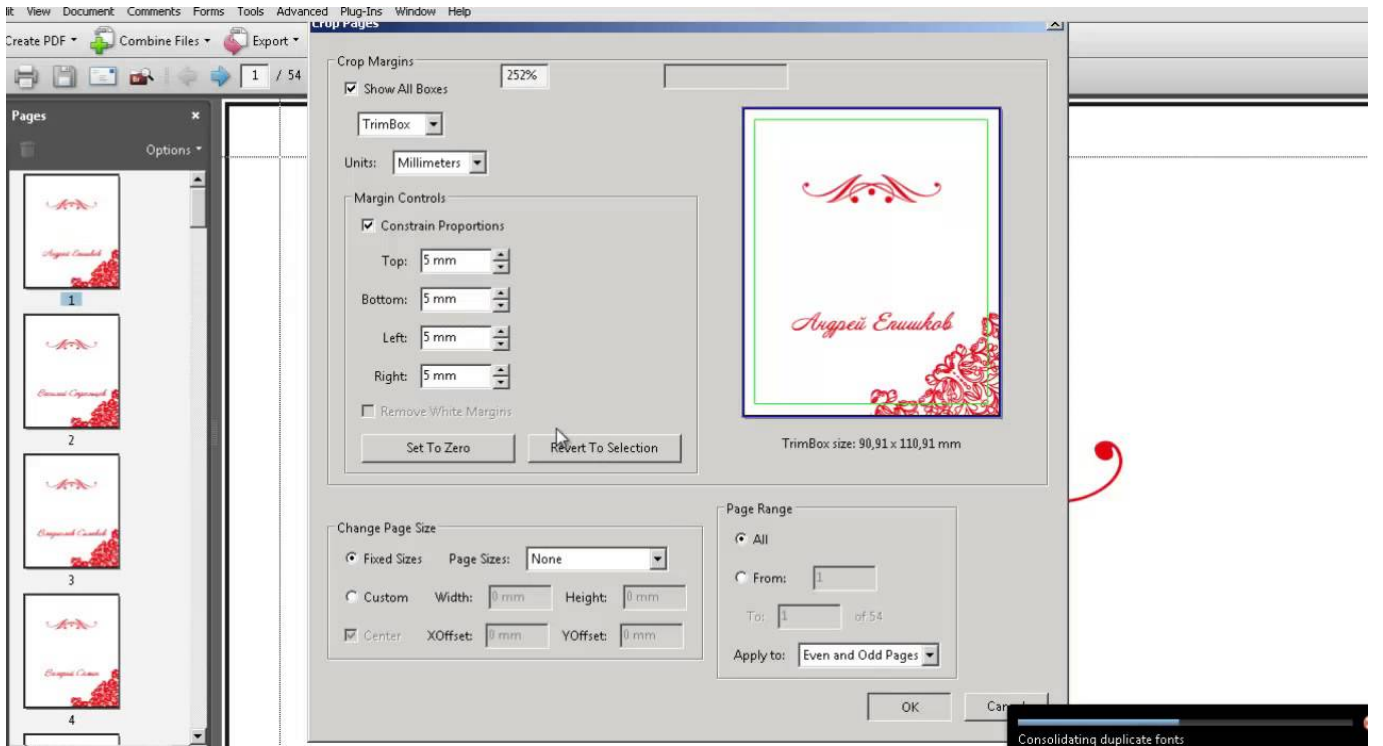 View Document Comments Forms Tools Advanced Plug-Ins Window Help
Create PDF Combine Files Export
1 / 54
252%
Pages
Options
1
2
3
4
Crop Pages
Crop Margins
Show All Boxes
TrimBox
Units: Millimeters
Margin Controls
Constrain Proportions
Top: 5 mm
Bottom: 5 mm
Left: 5 mm
Right: 5 mm
Remove White Margins
Set To Zero Revert To Selection
Андрей Епишков
TrimBox size: 90,91 x 110,91 mm
Change Page Size
Fixed Sizes Page Sizes: None
Custom Width: 0 mm Height: 0 mm
Center XOffset: 0 mm YOffset: 0 mm
Page Range
All
From: 1
To: 1 of 54
Apply to: Even and Odd Pages
OK
Consolidating duplicate fonts